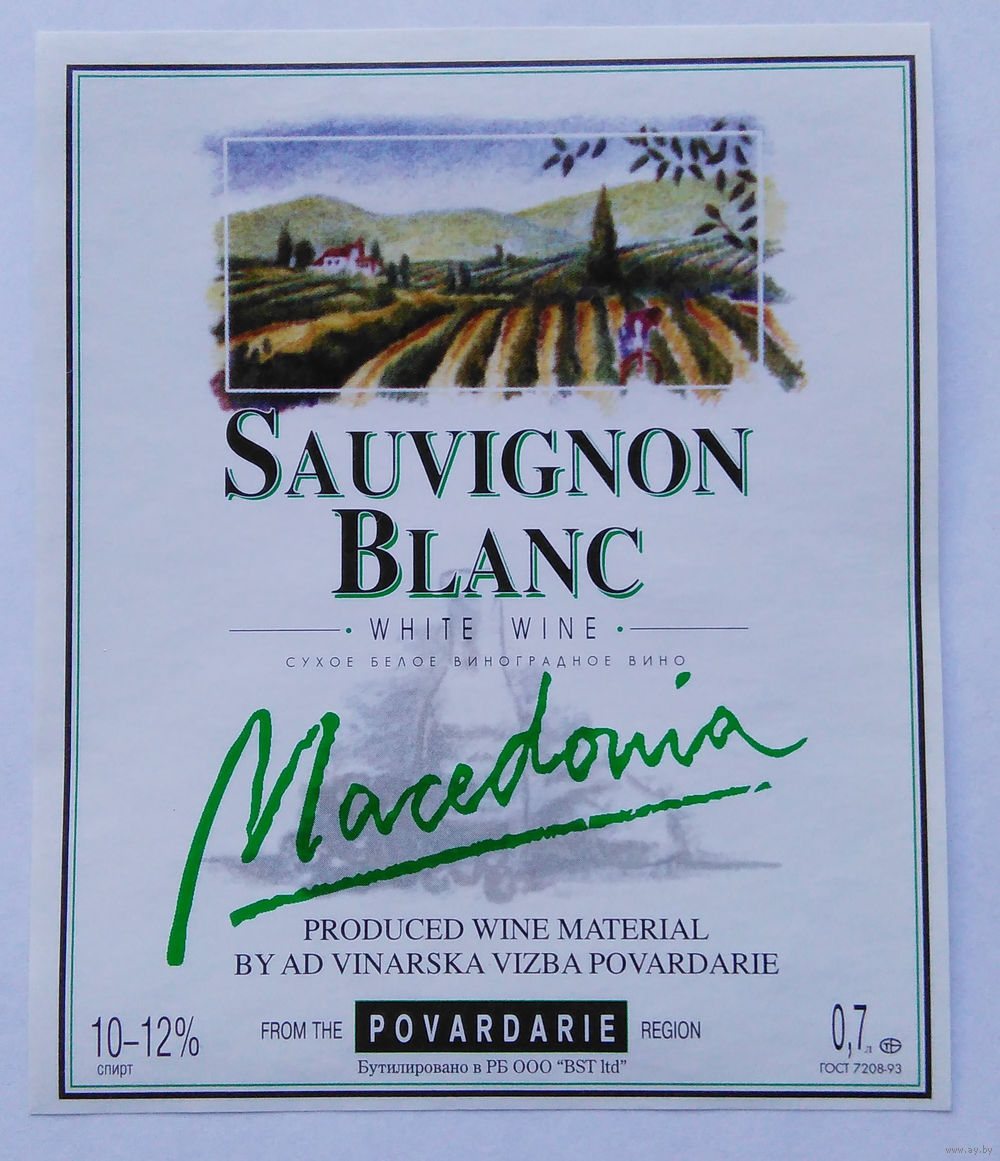 SAUVIGNON
BLANC
• WHITE WINE •
СУХОЕ БЕЛОЕ ВИНОГРАДНОЕ ВИНО
Macedonia
PRODUCED WINE MATERIAL
BY AD VINARSKA VIZBA POVARDARIE
10–12%
спирт
FROM THE POVARDARIE REGION
Бутилировано в РБ ООО “BST ltd”
0,7 л
ГОСТ 7208-93
www.ay.by